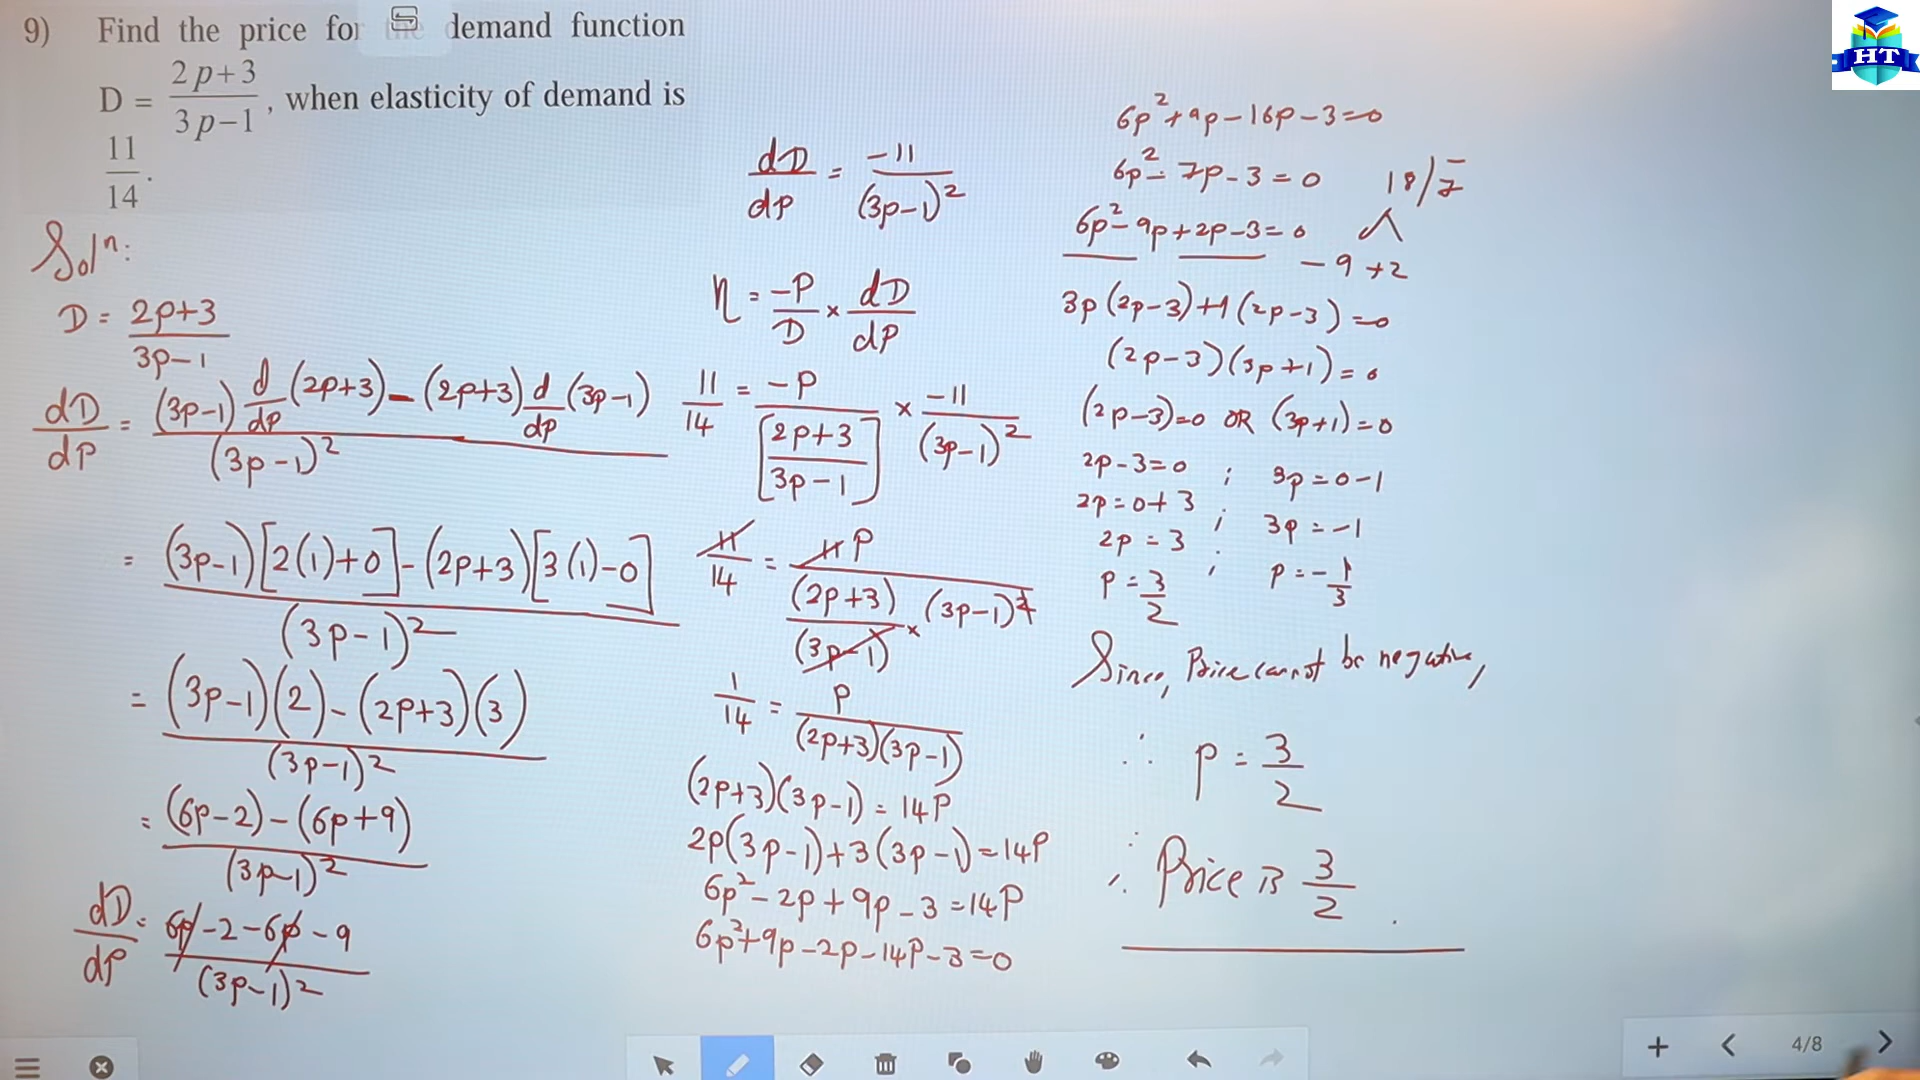 9) Find the price for the demand function
D = (2p+3)/(3p−1), when elasticity of demand is
11/14.
Solⁿ:
D = (2p+3)/(3p−1)
dD/dp = [(3p−1) d/dp (2p+3) − (2p+3) d/dp (3p−1)]/(3p−1)²
= {(3p−1)[2(1)+0] − (2p+3)[3(1)−0]}/(3p−1)²
= [(3p−1)(2) − (2p+3)(3)]/(3p−1)²
= [(6p−2) − (6p+9)]/(3p−1)²
dD/dp = (6p−2−6p−9)/(3p−1)²
dD/dp = −11/(3p−1)²
η = −P/D × dD/dP
11/14 = −P/[(2p+3)/(3p−1)] × −11/(3p−1)²
11/14 = 11P/[(2p+3)/(3p−1) × (3p−1)²]
1/14 = P/[(2p+3)(3p−1)]
(2p+3)(3p−1) = 14P
2p(3p−1)+3(3p−1)=14P
6p²−2p+9p−3=14P
6p²+9p−2p−14P−3=0
6p²+9p−16p−3=0
6p²−7p−3=0 18/7−
6p²−9p+2p−3=0
−9 +2
3p(2p−3)+1(2p−3)=0
(2p−3)(3p+1)=0
(2p−3)=0 OR (3p+1)=0
2p−3=0 ; 3p=0−1
2p=0+3 ; 3p=−1
2p=3 ;
p=3/2 ; p=−1/3
Since, Price cannot be negative,
∴ p = 3/2
∴ Price is 3/2.
HT
4/8